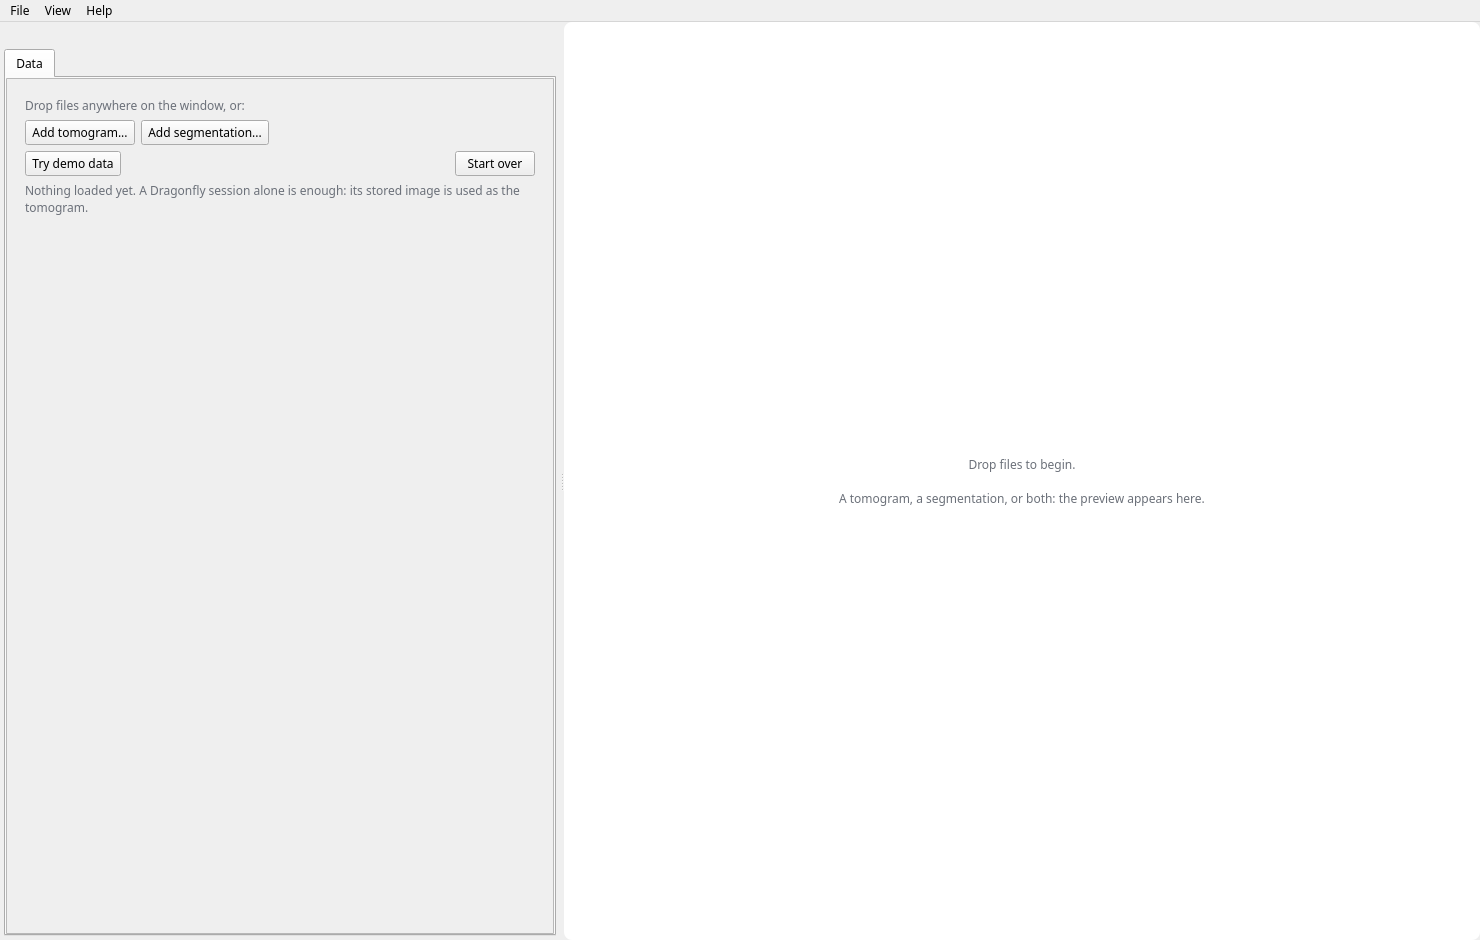 File View Help
Data
Drop files anywhere on the window, or:
Add tomogram... Add segmentation...
Try demo data Start over
Nothing loaded yet. A Dragonfly session alone is enough: its stored image is used as the
tomogram.
Drop files to begin.
A tomogram, a segmentation, or both: the preview appears here.